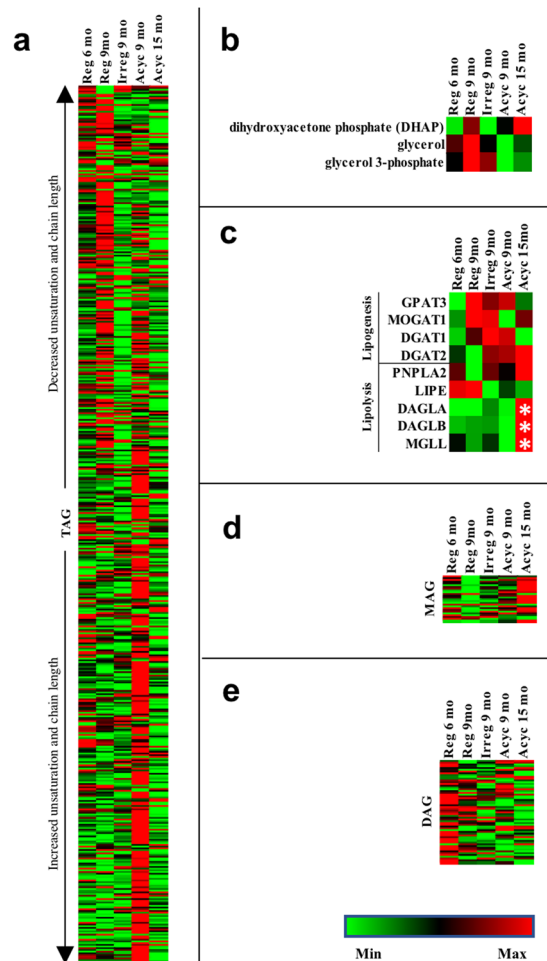 a
Reg 6 mo
Reg 9mo
Irreg 9 mo
Acyc 9 mo
Acyc 15 mo
Decreased unsaturation and chain length
TAG
Increased unsaturation and chain length
b
Reg 6 mo
Reg 9 mo
Irreg 9 mo
Acyc 9 mo
Acyc 15 mo
dihydroxyacetone phosphate (DHAP)
glycerol
glycerol 3-phosphate
c
Reg 6mo
Reg 9mo
Irreg 9 mo
Acyc 9 mo
Acyc 15mo
Lipogenesis
GPAT3
MOGAT1
DGAT1
DGAT2
Lipolysis
PNPLA2
LIPE
DAGLA *
DAGLB *
MGLL *
d
Reg 6 mo
Reg 9mo
Irreg 9 mo
Acyc 9 mo
Acyc 15 mo
MAG
e
Reg 6 mo
Reg 9mo
Irreg 9 mo
Acyc 9 mo
Acyc 15 mo
DAG
Min Max